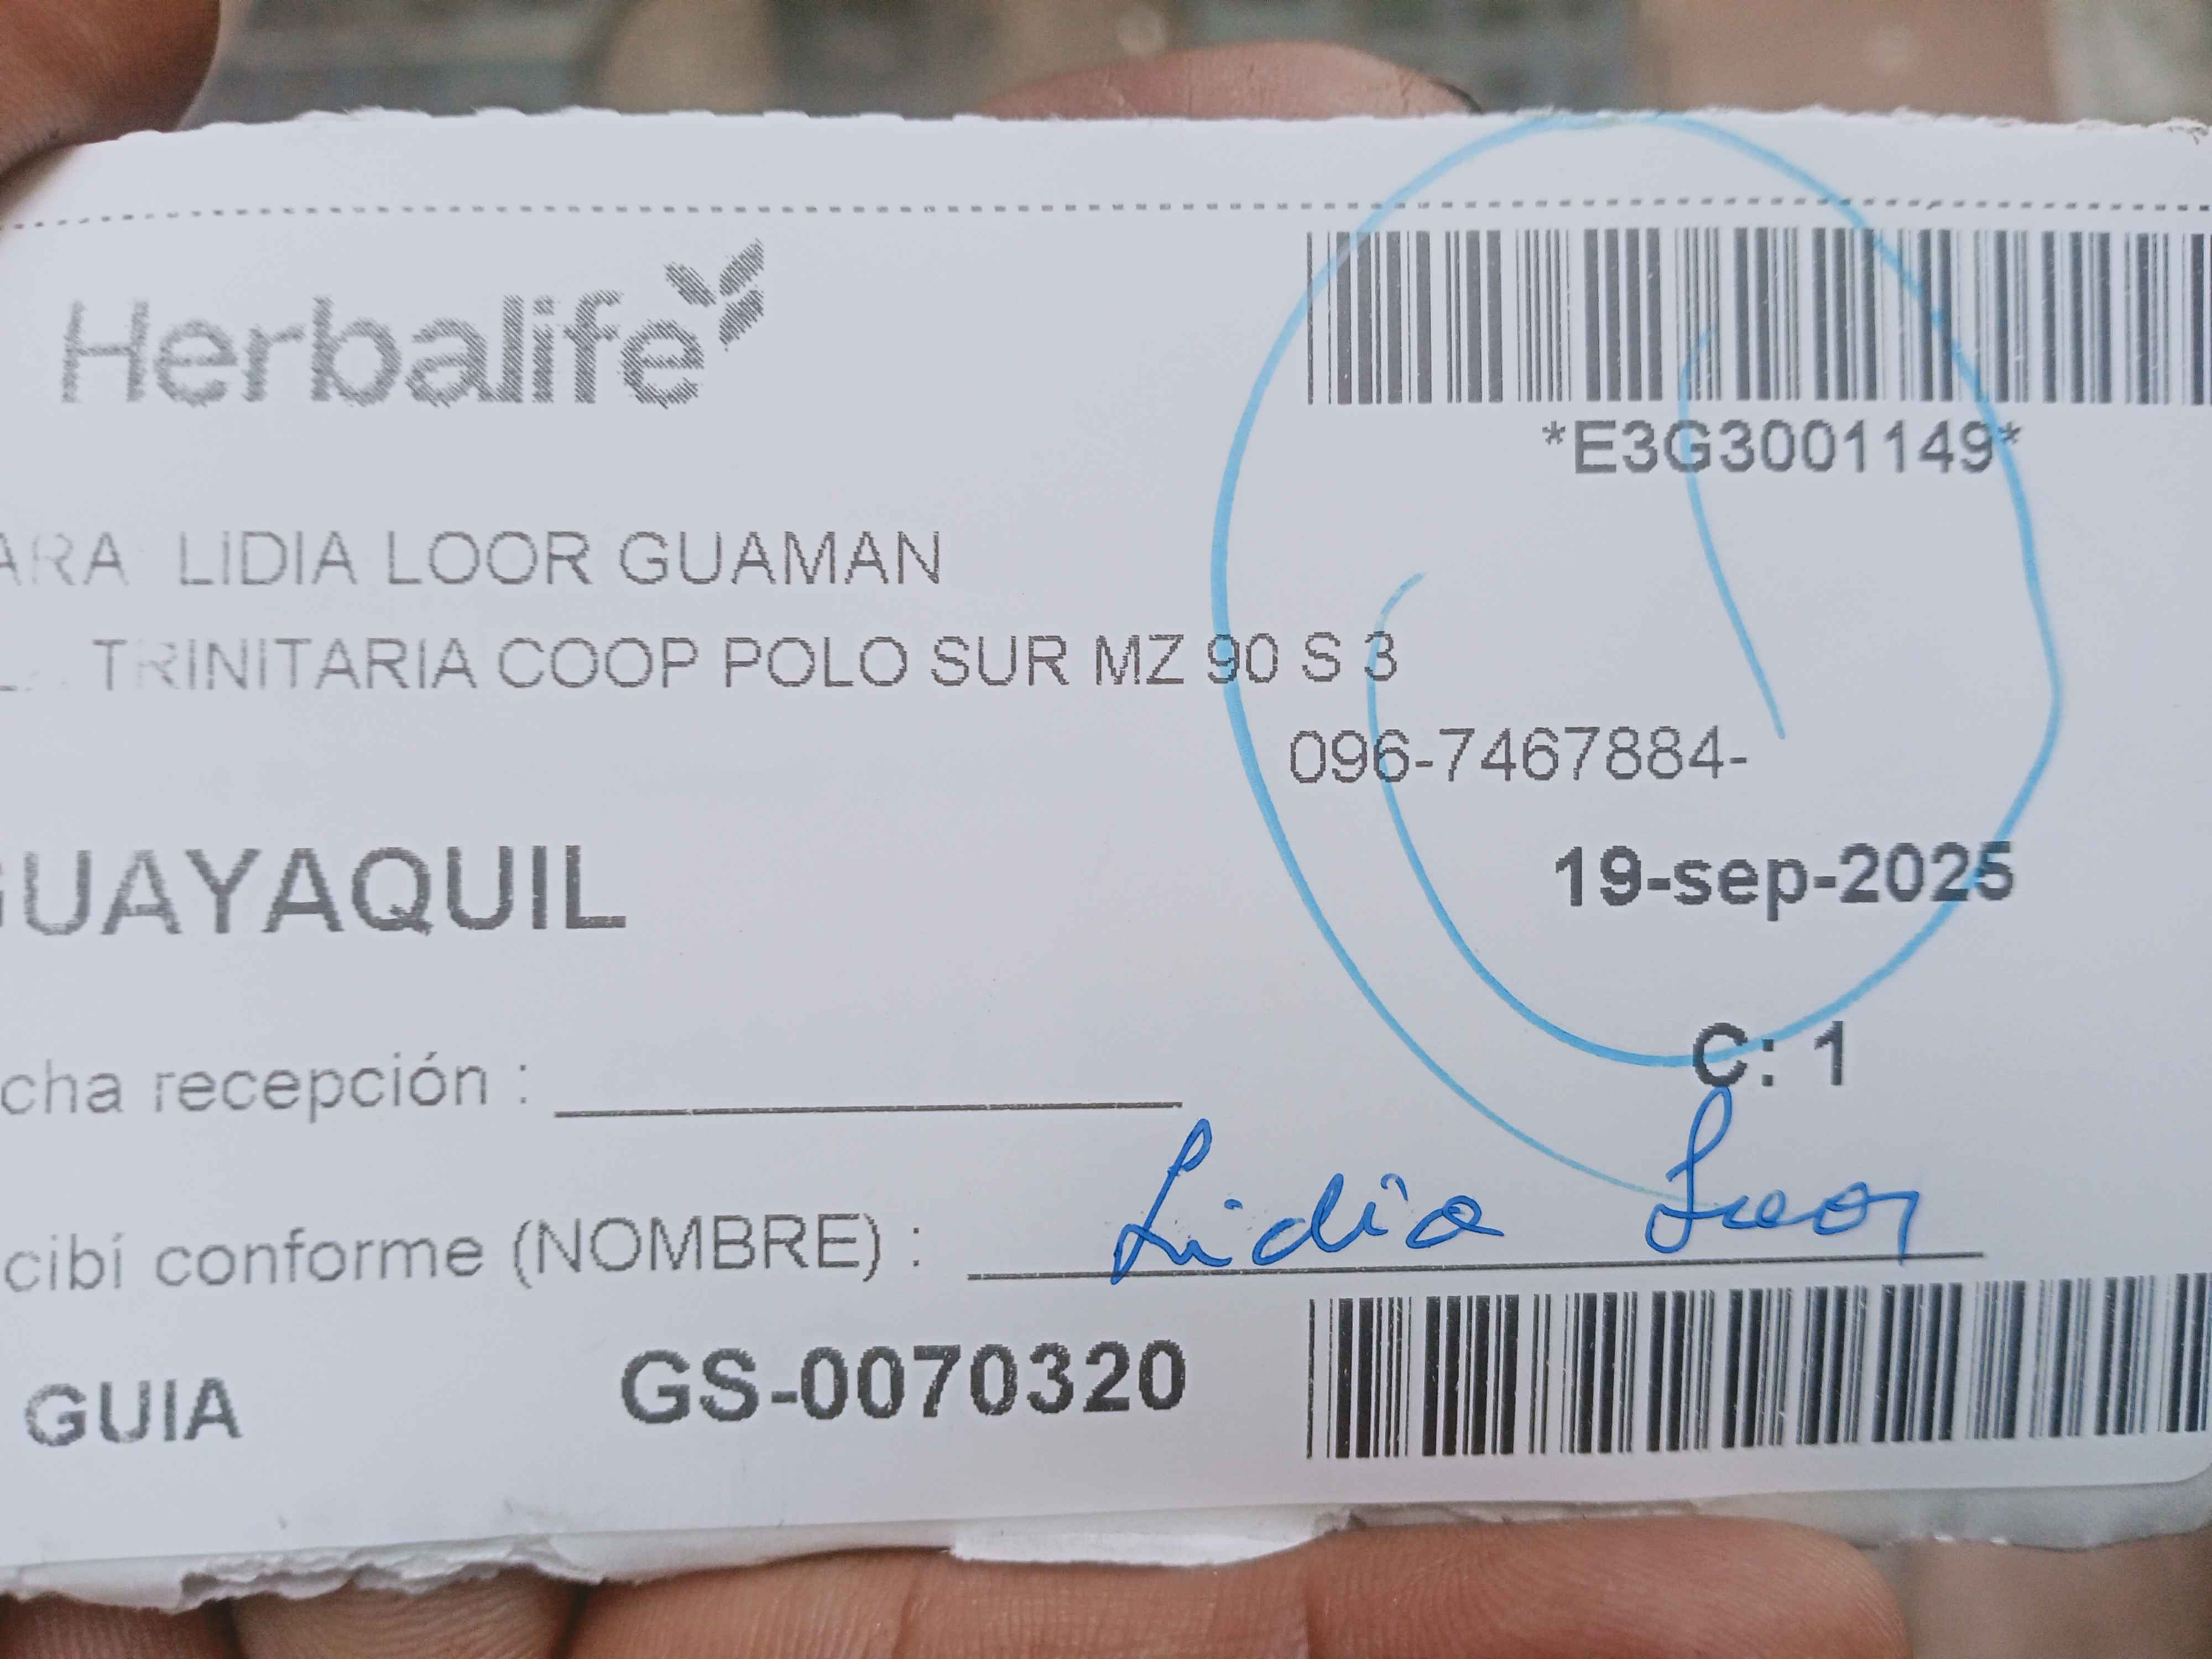 Herbalife
*E3G3001149*
ARA LIDIA LOOR GUAMAN
TRINITARIA COOP POLO SUR MZ 90 S 3
096-7467884-
GUAYAQUIL
19-sep-2025
C: 1
cha recepción :
cibí conforme (NOMBRE) : Lidia Loor
GUIA GS-0070320